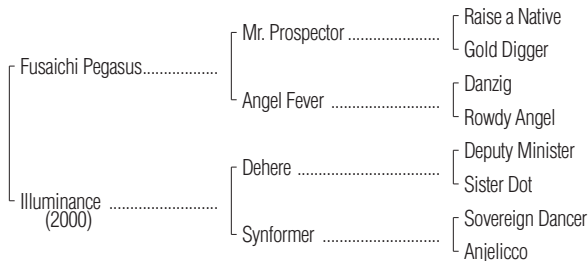 Raise a Native
Mr. Prospector .......................
Gold Digger
Fusaichi Pegasus..................
Danzig
Angel Fever ...........................
Rowdy Angel
Deputy Minister
Dehere ..................................
Sister Dot
Illuminance ..........................
(2000)
Sovereign Dancer
Synformer ............................
Anjelicco